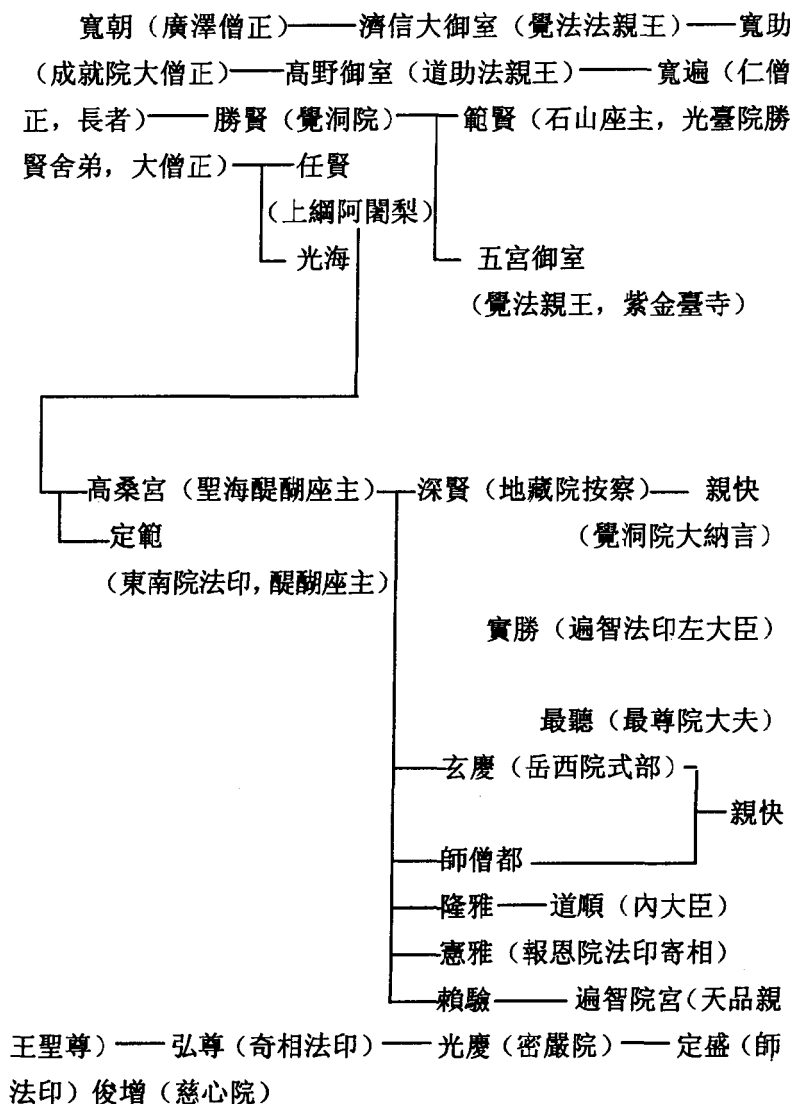 寬朝（廣澤僧正）——濟信大御室（覺法法親王）——寬助
（成就院大僧正）——高野御室（道助法親王）——寬遍（仁僧
正，長者）——勝賢（覺洞院）——範賢（石山座主，光臺院勝
賢舍弟，大僧正）——任賢
（上綱阿闍梨）
光海 五宮御室
（覺法親王，紫金臺寺）
高桑宮（聖海醍醐座主）——深賢（地藏院按察）——親快
定範 （覺洞院大納言）
（東南院法印，醍醐座主）
實勝（遍智法印左大臣）
最聽（最尊院大夫）
玄慶（岳西院式部）
親快
師僧都
隆雅——道順（內大臣）
憲雅（報恩院法印寄相）
賴驗——遍智院宮（天品親
王聖尊）——弘尊（奇相法印）——光慶（密嚴院）——定盛（師
法印）俊增（慈心院）